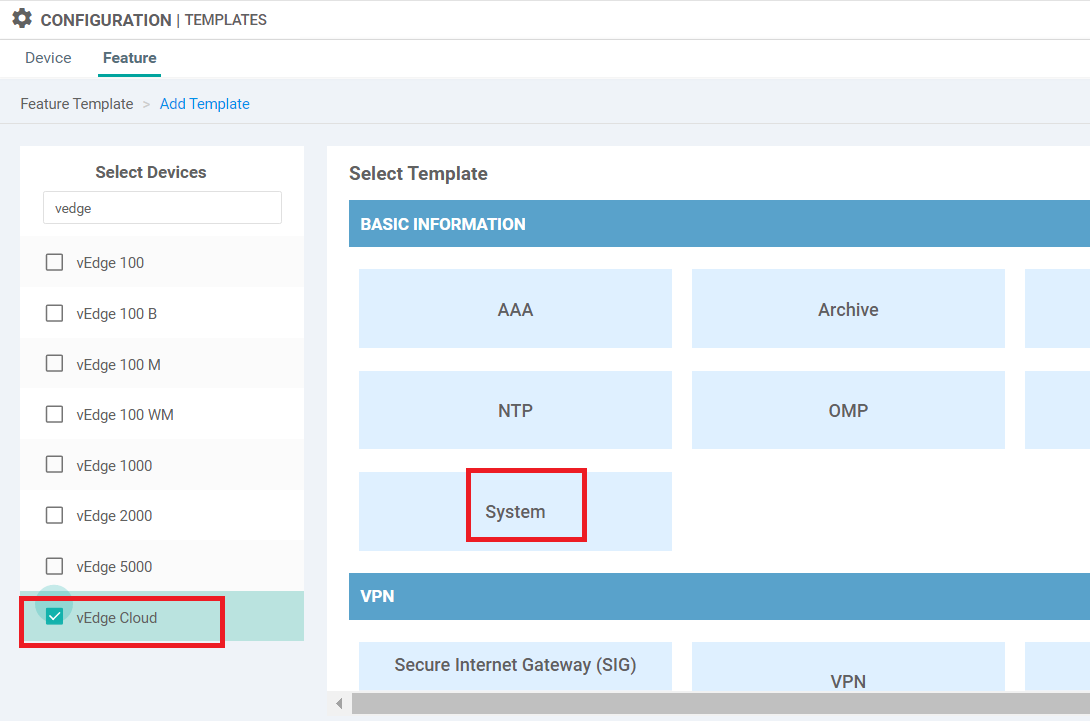 CONFIGURATION | TEMPLATES
Device Feature
Feature Template > Add Template
Select Devices
vedge
vEdge 100
vEdge 100 B
vEdge 100 M
vEdge 100 WM
vEdge 1000
vEdge 2000
vEdge 5000
vEdge Cloud
Select Template
BASIC INFORMATION
AAA Archive
NTP OMP
System
VPN
Secure Internet Gateway (SIG)
VPN